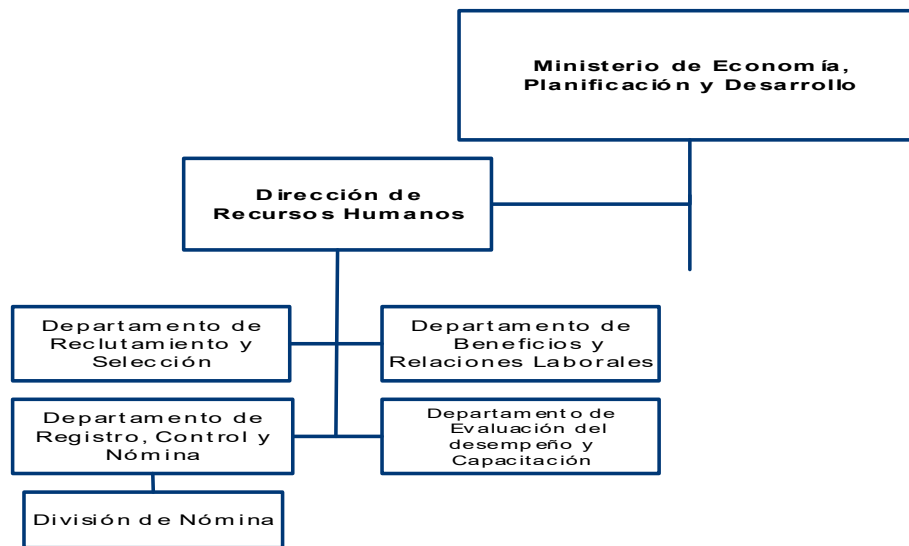 Ministerio de Economía,
Planificación y Desarrollo
Dirección de
Recursos Humanos
Departamento de
Reclutamiento y
Selección
Departamento de
Beneficios y
Relaciones Laborales
Departamento de
Registro, Control y
Nómina
Departamento de
Evaluación del
desempeño y
Capacitación
División de Nómina